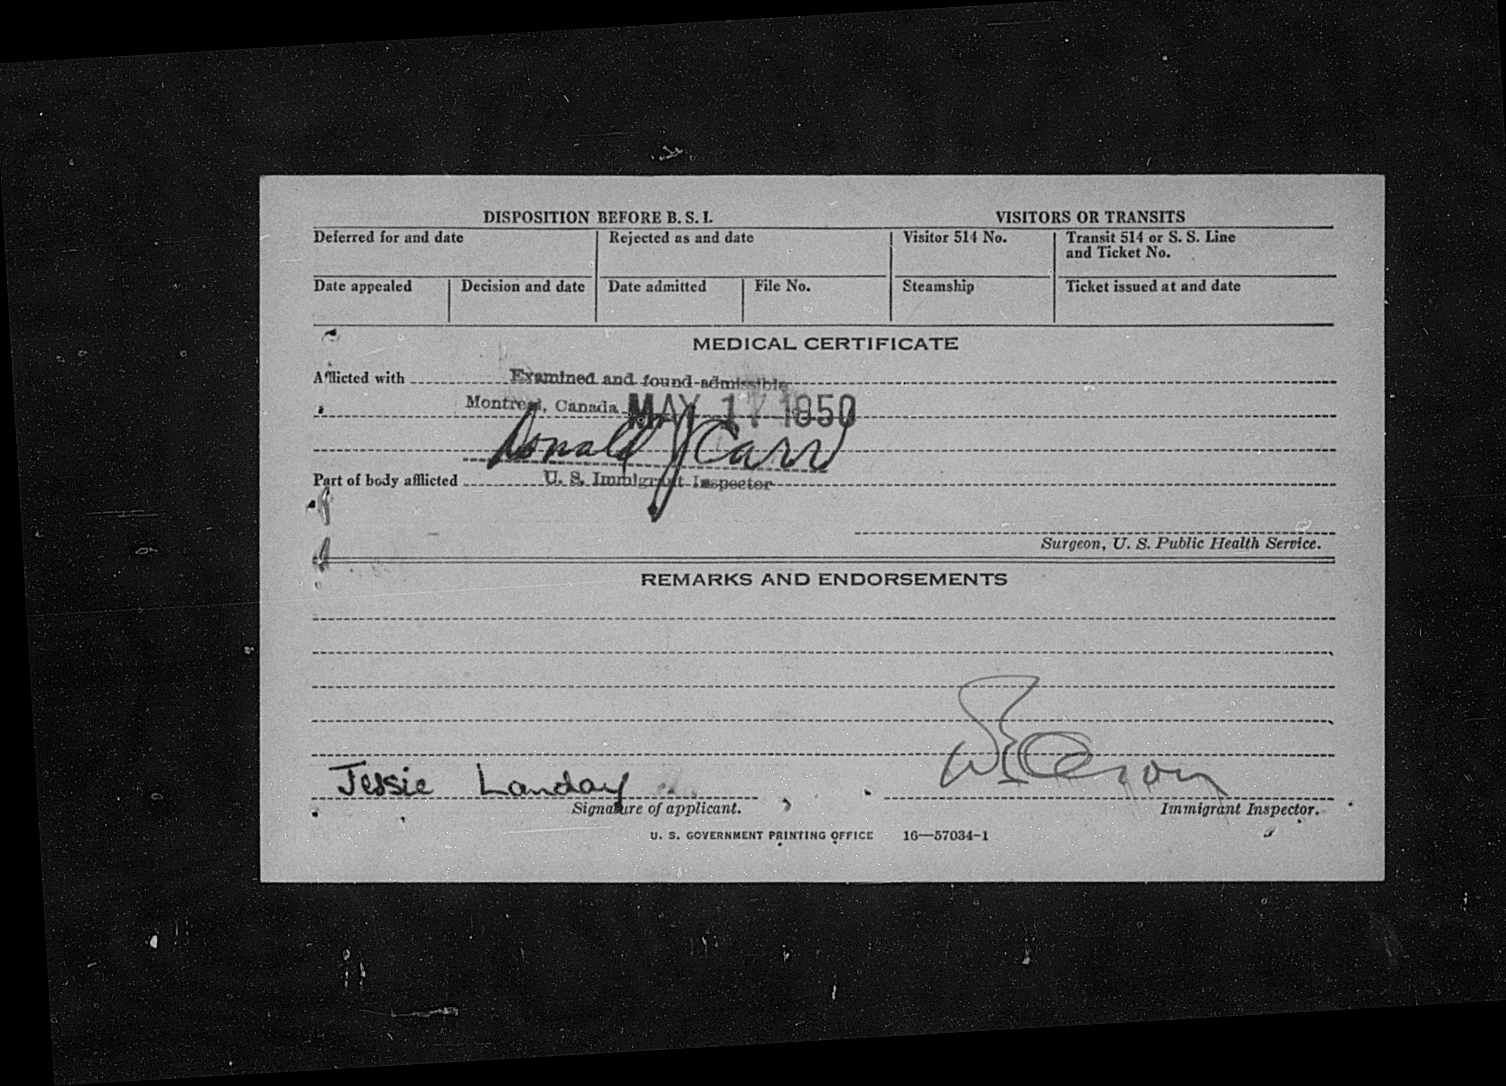 DISPOSITION BEFORE B. S. I. VISITORS OR TRANSITS
Deferred for and date Rejected as and date Visitor 514 No. Transit 514 or S. S. Line
and Ticket No.
Date appealed Decision and date Date admitted File No. Steamship Ticket issued at and date
MEDICAL CERTIFICATE
Afflicted with Examined and found admissible
Montreal, Canada MAY 17 1950
Donald J Carr
Part of body afflicted U. S. Immigrant Inspector
Surgeon, U. S. Public Health Service.
REMARKS AND ENDORSEMENTS
Jessie Landay
Signature of applicant. Immigrant Inspector.
U. S. GOVERNMENT PRINTING OFFICE 16—57034-1